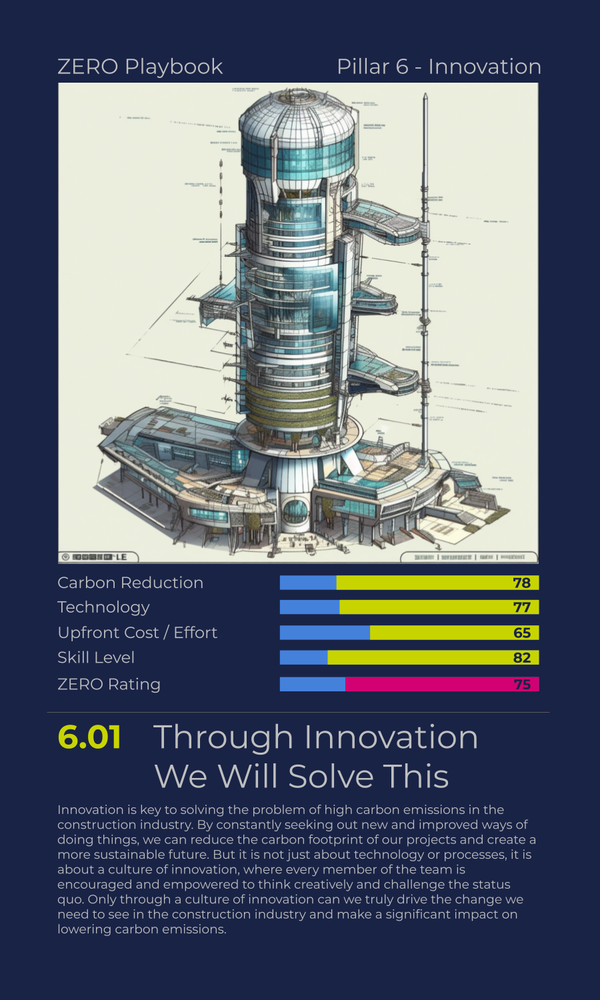 ZERO Playbook
Pillar 6 - Innovation
Carbon Reduction 78
Technology 77
Upfront Cost / Effort 65
Skill Level 82
ZERO Rating 75
6.01 Through Innovation
We Will Solve This
Innovation is key to solving the problem of high carbon emissions in the
construction industry. By constantly seeking out new and improved ways of
doing things, we can reduce the carbon footprint of our projects and create a
more sustainable future. But it is not just about technology or processes, it is
about a culture of innovation, where every member of the team is
encouraged and empowered to think creatively and challenge the status
quo. Only through a culture of innovation can we truly drive the change we
need to see in the construction industry and make a significant impact on
lowering carbon emissions.